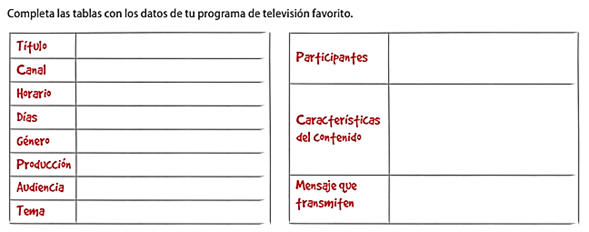 Completa las tablas con los datos de tu programa de televisión favorito.
Título
Canal
Horario
Días
Género
Producción
Audiencia
Tema
Participantes
Características
del contenido
Mensaje que
transmiten